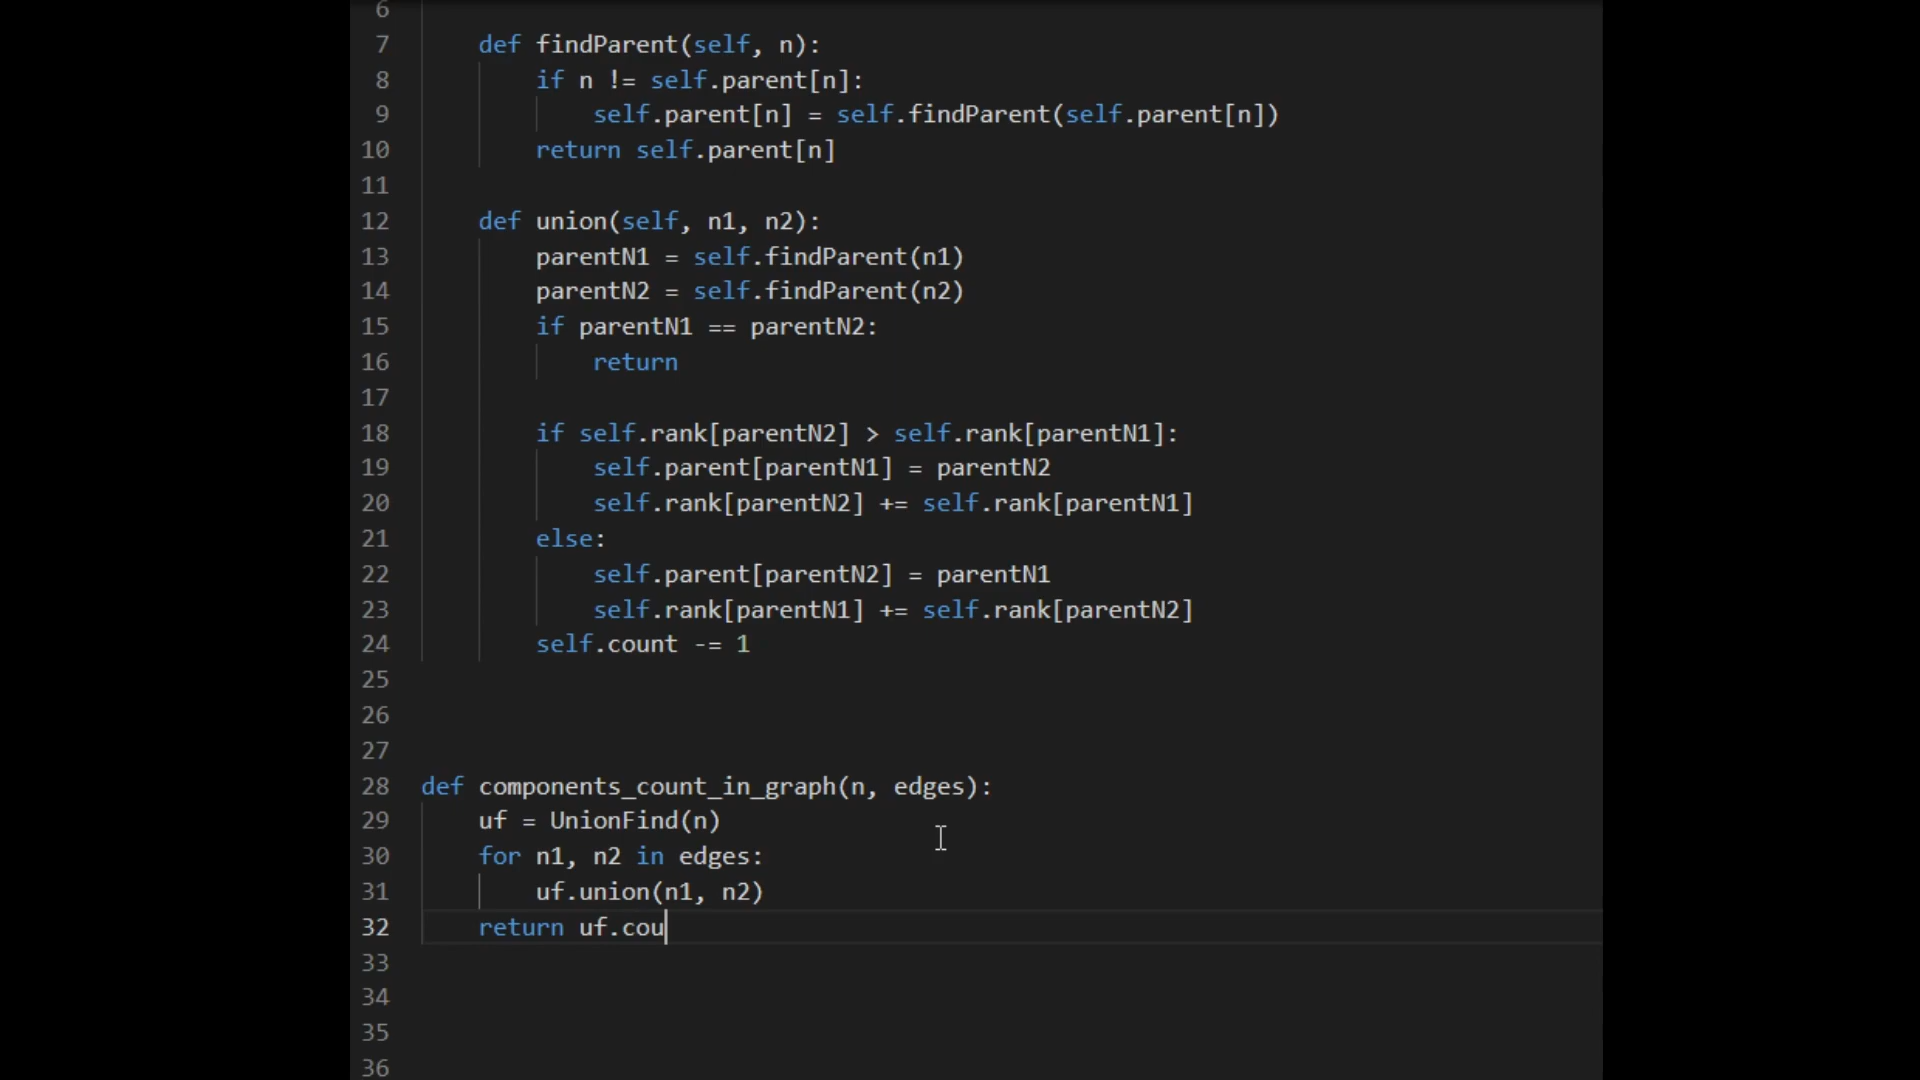 6
7 def findParent(self, n):
8 if n != self.parent[n]:
9 self.parent[n] = self.findParent(self.parent[n])
10 return self.parent[n]
11
12 def union(self, n1, n2):
13 parentN1 = self.findParent(n1)
14 parentN2 = self.findParent(n2)
15 if parentN1 == parentN2:
16 return
17
18 if self.rank[parentN2] > self.rank[parentN1]:
19 self.parent[parentN1] = parentN2
20 self.rank[parentN2] += self.rank[parentN1]
21 else:
22 self.parent[parentN2] = parentN1
23 self.rank[parentN1] += self.rank[parentN2]
24 self.count -= 1
25
26
27
28 def components_count_in_graph(n, edges):
29 uf = UnionFind(n)
30 for n1, n2 in edges:
31 uf.union(n1, n2)
32 return uf.cou
33
34
35
36